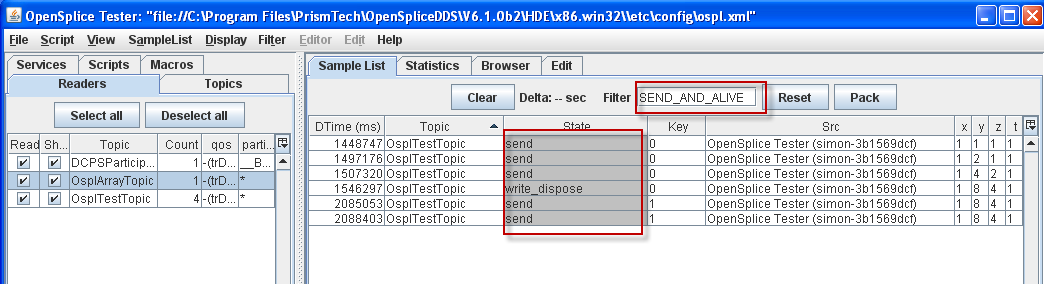 OpenSplice Tester: "file://C:\Program Files\PrismTech\OpenSpliceDDS\V6.1.0b2\HDE\x86.win32\\etc\config\ospl.xml"
File Script View SampleList Display Filter Editor Edit Help
Services Scripts Macros
Readers Topics
Select all Deselect all
Read Sh... Topic Count qos parti...
DCPSParticip... 1 -(trD... __B...
OsplArrayTopic 1 -(trD... *
OsplTestTopic 4 -(trD... *
Sample List Statistics Browser Edit
Clear Delta: -- sec Filter SEND_AND_ALIVE Reset Pack
DTime (ms) Topic State Key Src x y z t
1448747 OsplTestTopic send 0 OpenSplice Tester (simon-3b1569dcf) 1 1 1 1
1497176 OsplTestTopic send 0 OpenSplice Tester (simon-3b1569dcf) 1 2 1 1
1507320 OsplTestTopic send 0 OpenSplice Tester (simon-3b1569dcf) 1 4 2 1
1546297 OsplTestTopic write_dispose 0 OpenSplice Tester (simon-3b1569dcf) 1 8 4 1
2085053 OsplTestTopic send 1 OpenSplice Tester (simon-3b1569dcf) 1 8 4 1
2088403 OsplTestTopic send 1 OpenSplice Tester (simon-3b1569dcf) 1 8 4 1